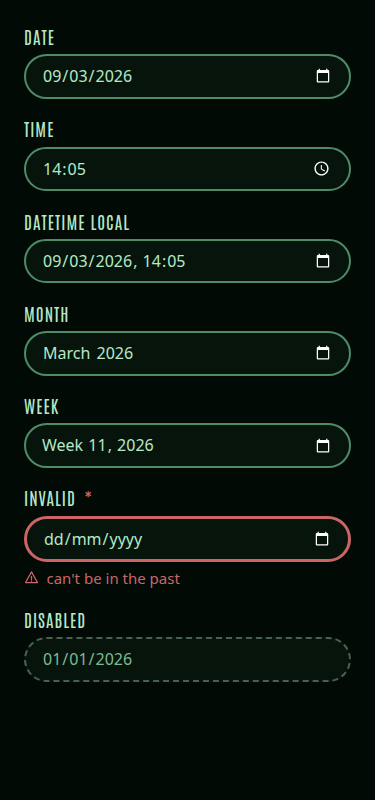 DATE
09/03/2026
TIME
14:05
DATETIME LOCAL
09/03/2026, 14:05
MONTH
March 2026
WEEK
Week 11, 2026
INVALID *
dd/mm/yyyy
can't be in the past
DISABLED
01/01/2026